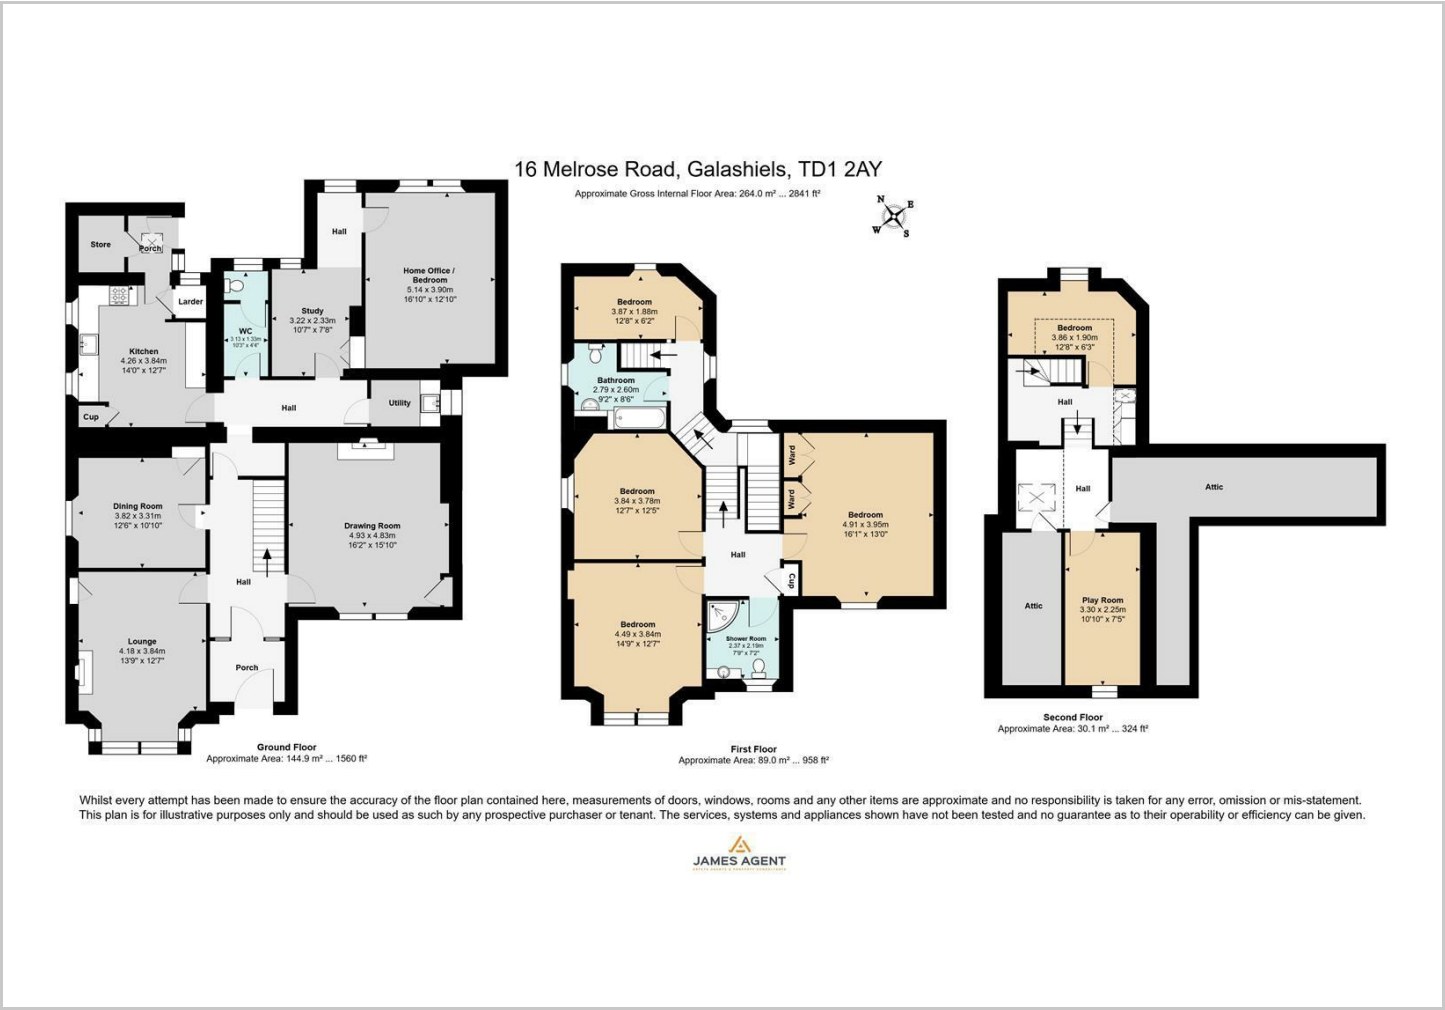 16 Melrose Road, Galashiels, TD1 2AY
Approximate Gross Internal Floor Area: 264.0 m² ... 2841 ft²
N
E
W
S
Store
Porch
Larder
Kitchen
4.26 x 3.84m
14'0" x 12'7"
Cup
WC
3.13 x 1.33m
10'3" x 4'4"
Study
3.22 x 2.33m
10'7" x 7'8"
Hall
Home Office /
Bedroom
5.14 x 3.90m
16'10" x 12'10"
Hall
Utility
Dining Room
3.82 x 3.31m
12'6" x 10'10"
Drawing Room
4.93 x 4.83m
16'2" x 15'10"
Hall
Lounge
4.18 x 3.84m
13'9" x 12'7"
Porch
Ground Floor
Approximate Area: 144.9 m² ... 1560 ft²
Bedroom
3.87 x 1.88m
12'8" x 6'2"
Bathroom
2.79 x 2.60m
9'2" x 8'6"
Bedroom
3.84 x 3.78m
12'7" x 12'5"
Ward
Ward
Bedroom
4.91 x 3.95m
16'1" x 13'0"
Hall
Cup
Bedroom
4.49 x 3.84m
14'9" x 12'7"
Shower Room
2.37 x 2.19m
7'9" x 7'2"
First Floor
Approximate Area: 89.0 m² ... 958 ft²
Bedroom
3.86 x 1.90m
12'8" x 6'3"
Hall
Hall
Attic
Attic
Play Room
3.30 x 2.25m
10'10" x 7'5"
Second Floor
Approximate Area: 30.1 m² ... 324 ft²
Whilst every attempt has been made to ensure the accuracy of the floor plan contained here, measurements of doors, windows, rooms and any other items are approximate and no responsibility is taken for any error, omission or mis-statement.
This plan is for illustrative purposes only and should be used as such by any prospective purchaser or tenant. The services, systems and appliances shown have not been tested and no guarantee as to their operability or efficiency can be given.
JAMES AGENT
ESTATE AGENTS & PROPERTY CONSULTANTS